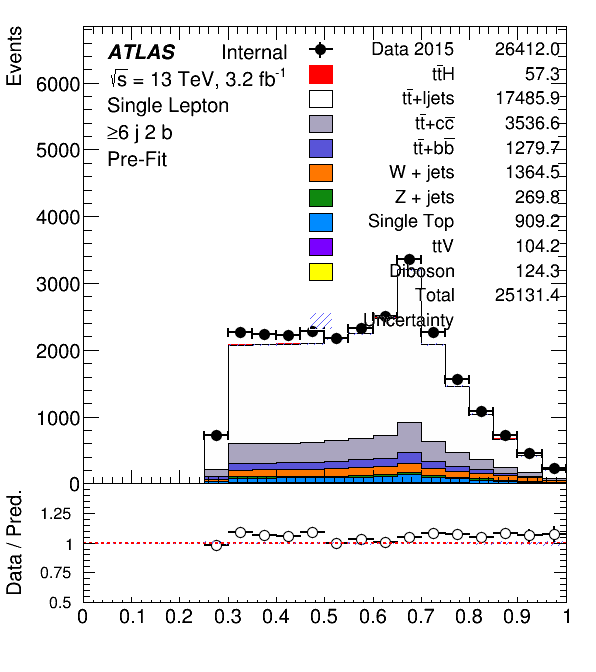 Events
ATLAS Internal
√s = 13 TeV, 3.2 fb⁻¹
Single Lepton
≥6 j 2 b
Pre-Fit
Data 2015 26412.0
tt̄H 57.3
tt̄+ljets 17485.9
tt̄+cc̄ 3536.6
tt̄+bb̄ 1279.7
W + jets 1364.5
Z + jets 269.8
Single Top 909.2
ttV 104.2
Diboson 124.3
Total 25131.4
Uncertainty
6000
5000
4000
3000
2000
1000
0
Data / Pred.
1.25
1
0.75
0.5
0 0.1 0.2 0.3 0.4 0.5 0.6 0.7 0.8 0.9 1